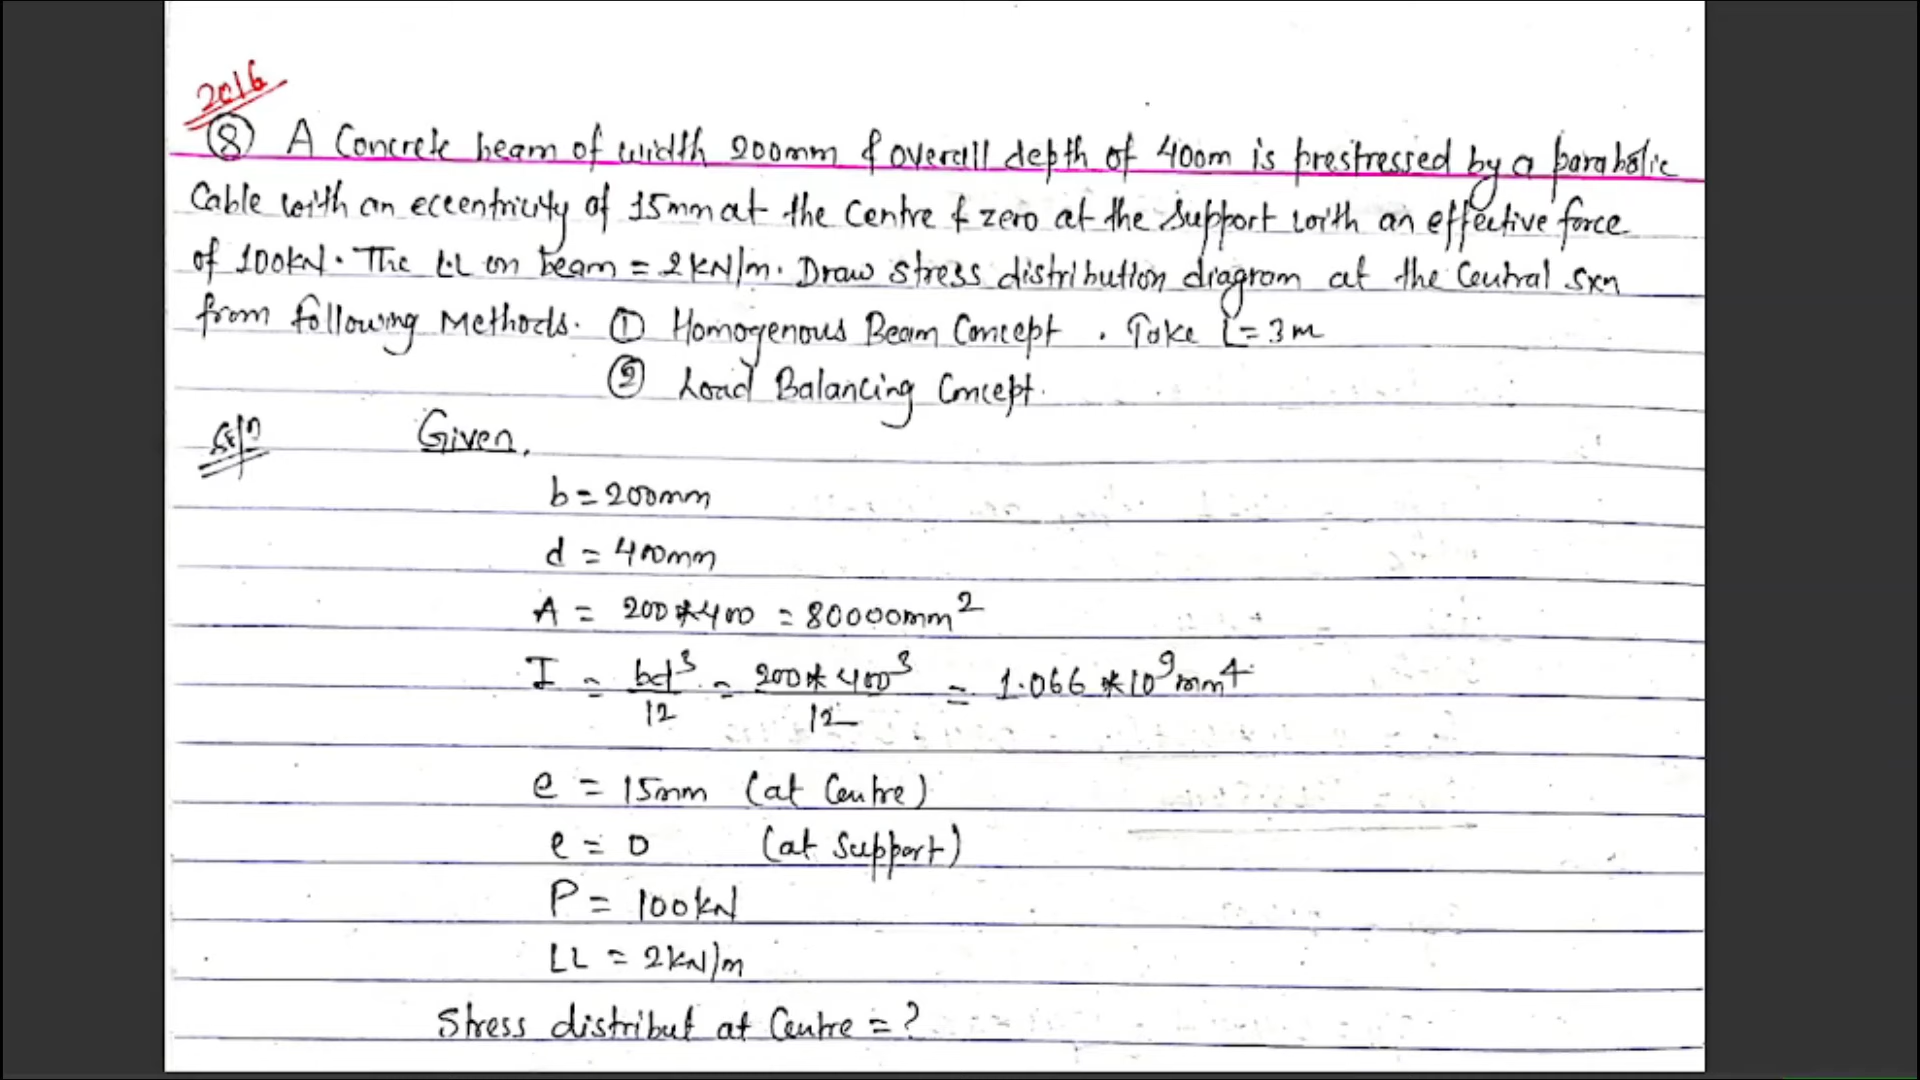 2016
⑧ A Concrete beam of width 200mm & overall depth of 400m is prestressed by a parabolic
Cable with an eccentricity of 15mm at the centre & zero at the support with an effective force
of 100kN. The LL on beam = 2kN/m. Draw stress distribution diagram at the Central sxn
from following Methods. ① Homogenous Beam Concept. Take L=3m
② Load Balancing Concept.
Sol^n Given,
b = 200mm
d = 400mm
A = 200*400 = 80000mm²
I = bd³/12 = 200*400³/12 = 1.066*10⁹mm⁴
e = 15mm (at Centre)
e = 0 (at Support)
P = 100kN
LL = 2kN/m
Stress distribut at Centre = ?